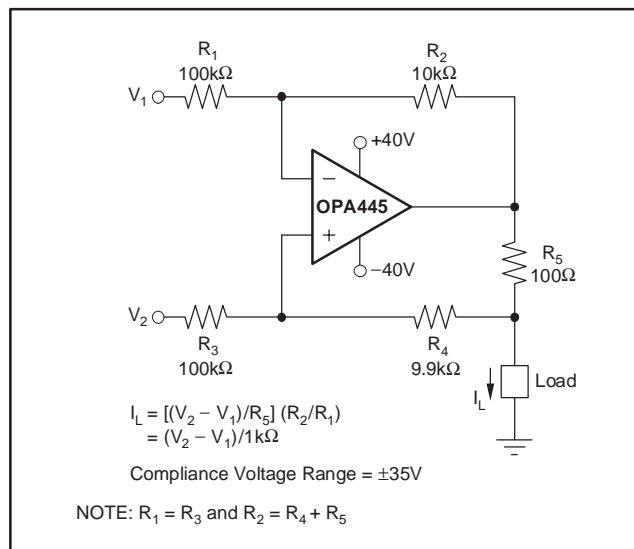 R1
100kΩ
R2
10kΩ
V1
+40V
−
OPA445
+
−40V
R5
100Ω
V2
R3
100kΩ
R4
9.9kΩ
Load
IL
IL = [(V2 − V1)/R5] (R2/R1)
= (V2 − V1)/1kΩ
Compliance Voltage Range = ±35V
NOTE: R1 = R3 and R2 = R4 + R5